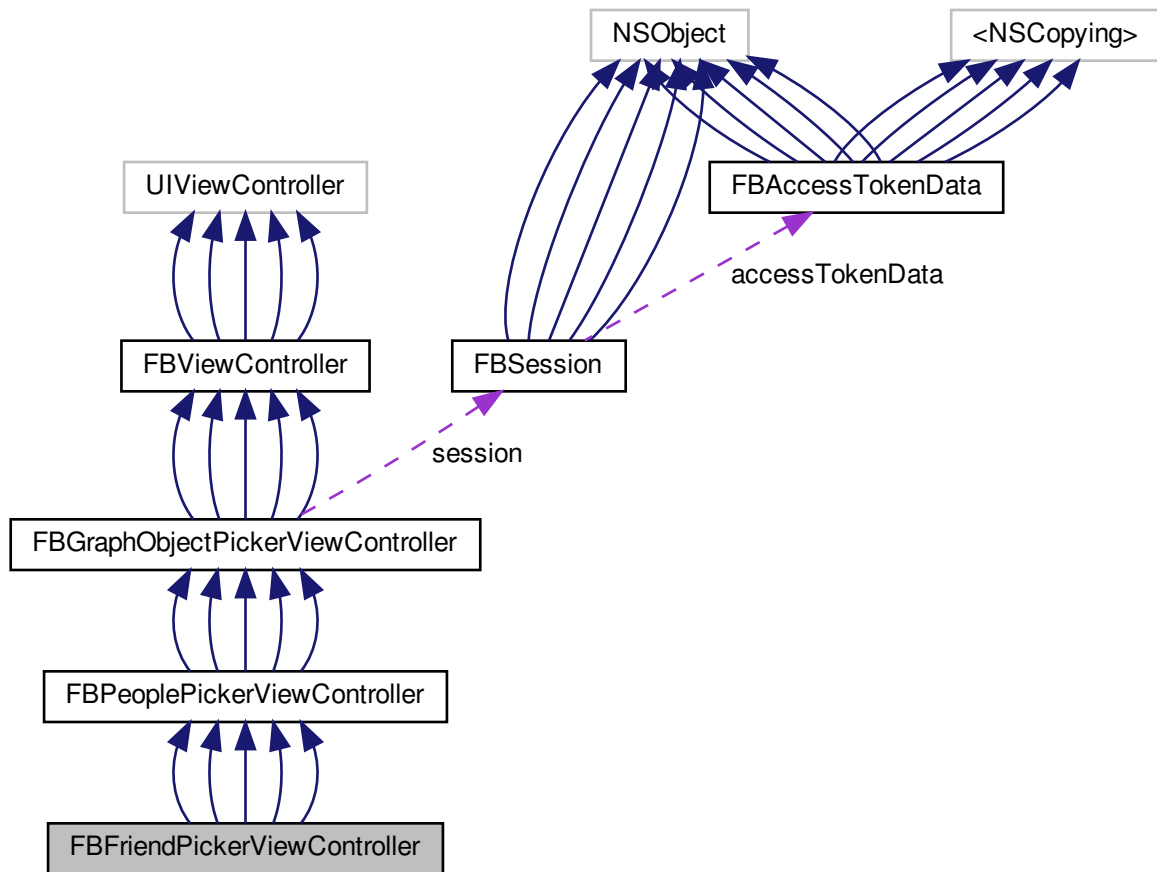 NSObject
<NSCopying>
UIViewController
FBAccessTokenData
accessTokenData
FBViewController
FBSession
session
FBGraphObjectPickerViewController
FBPeoplePickerViewController
FBFriendPickerViewController